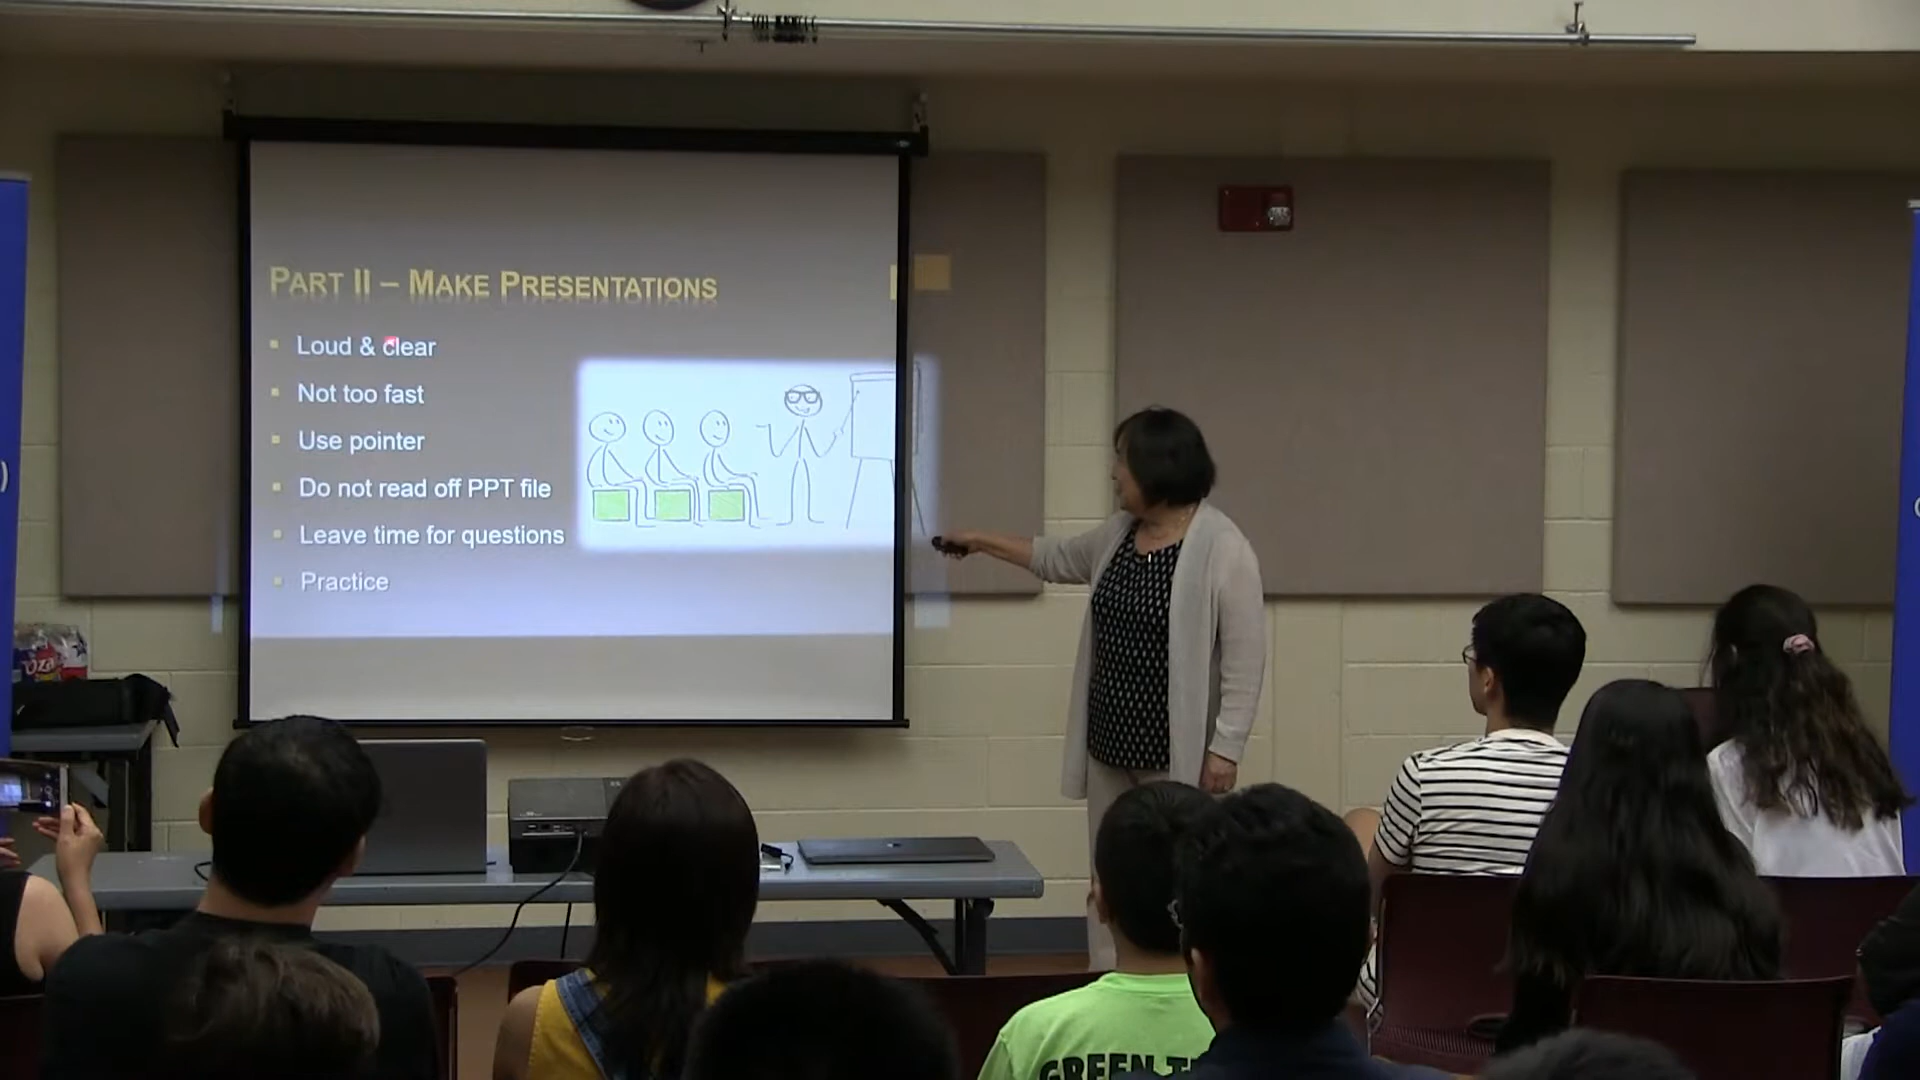 PART II – MAKE PRESENTATIONS
Loud & clear
Not too fast
Use pointer
Do not read off PPT file
Leave time for questions
Practice
)
GREEN